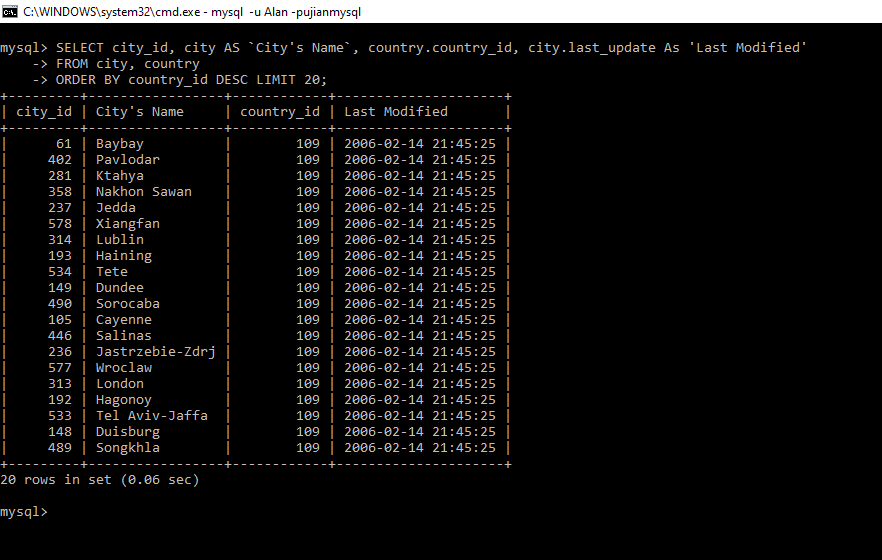 C:\WINDOWS\system32\cmd.exe - mysql  -u Alan -pujianmysql
mysql> SELECT city_id, city AS `City's Name`, country.country_id, city.last_update As 'Last Modified'
    -> FROM city, country
    -> ORDER BY country_id DESC LIMIT 20;
+---------+-----------------+------------+---------------------+
| city_id | City's Name     | country_id | Last Modified       |
+---------+-----------------+------------+---------------------+
|      61 | Baybay          |        109 | 2006-02-14 21:45:25 |
|     402 | Pavlodar        |        109 | 2006-02-14 21:45:25 |
|     281 | Ktahya          |        109 | 2006-02-14 21:45:25 |
|     358 | Nakhon Sawan    |        109 | 2006-02-14 21:45:25 |
|     237 | Jedda           |        109 | 2006-02-14 21:45:25 |
|     578 | Xiangfan        |        109 | 2006-02-14 21:45:25 |
|     314 | Lublin          |        109 | 2006-02-14 21:45:25 |
|     193 | Haining         |        109 | 2006-02-14 21:45:25 |
|     534 | Tete            |        109 | 2006-02-14 21:45:25 |
|     149 | Dundee          |        109 | 2006-02-14 21:45:25 |
|     490 | Sorocaba        |        109 | 2006-02-14 21:45:25 |
|     105 | Cayenne         |        109 | 2006-02-14 21:45:25 |
|     446 | Salinas         |        109 | 2006-02-14 21:45:25 |
|     236 | Jastrzebie-Zdrj |        109 | 2006-02-14 21:45:25 |
|     577 | Wroclaw         |        109 | 2006-02-14 21:45:25 |
|     313 | London          |        109 | 2006-02-14 21:45:25 |
|     192 | Hagonoy         |        109 | 2006-02-14 21:45:25 |
|     533 | Tel Aviv-Jaffa  |        109 | 2006-02-14 21:45:25 |
|     148 | Duisburg        |        109 | 2006-02-14 21:45:25 |
|     489 | Songkhla        |        109 | 2006-02-14 21:45:25 |
+---------+-----------------+------------+---------------------+
20 rows in set (0.06 sec)
mysql>